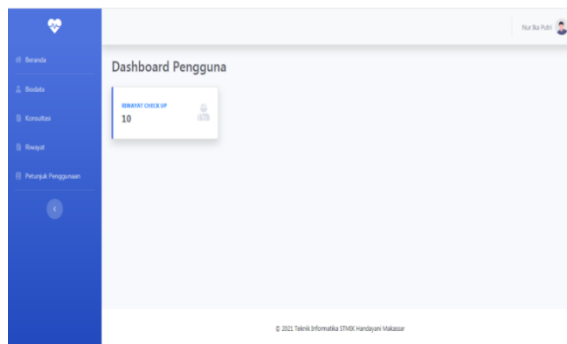 Nur Ika Putri
Beranda
Dashboard Pengguna
Biodata
RIWAYAT CHECK UP
10
Konsultasi
Riwayat
Petunjuk Penggunaan
© 2021 Teknik Informatika STMIK Handayani Makassar